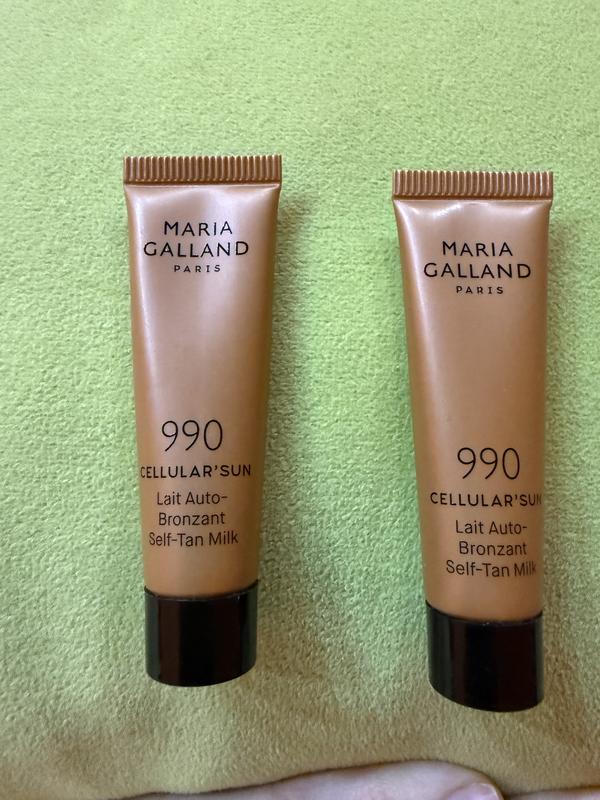 MARIA
GALLAND
PARIS
990
CELLULAR'SUN
Lait Auto-
Bronzant
Self-Tan Milk
MARIA
GALLAND
PARIS
990
CELLULAR'SUN
Lait Auto-
Bronzant
Self-Tan Milk